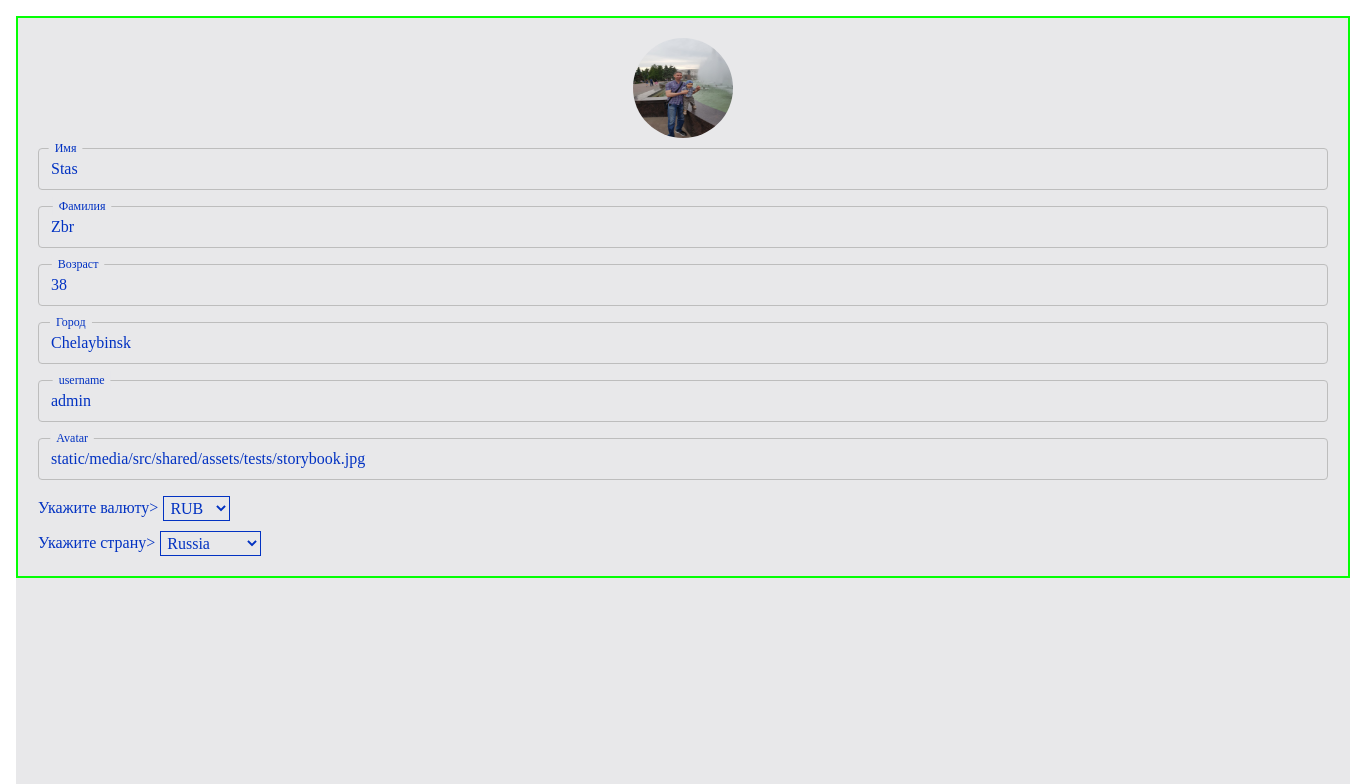 Имя
Stas
Фамилия
Zbr
Возраст
38
Город
Chelaybinsk
username
admin
Avatar
static/media/src/shared/assets/tests/storybook.jpg
Укажите валюту> RUB
Укажите страну> Russia